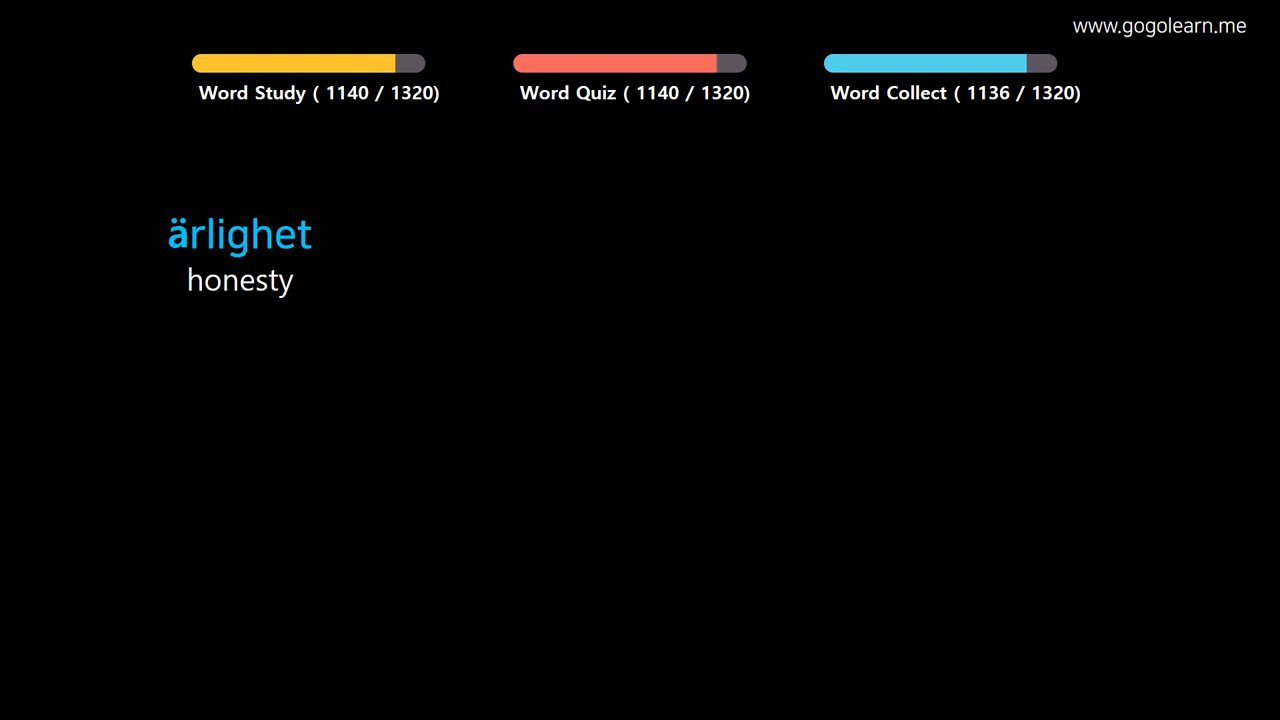 www.gogolearn.me
Word Study ( 1140 / 1320)
Word Quiz ( 1140 / 1320)
Word Collect ( 1136 / 1320)
ärlighet
honesty